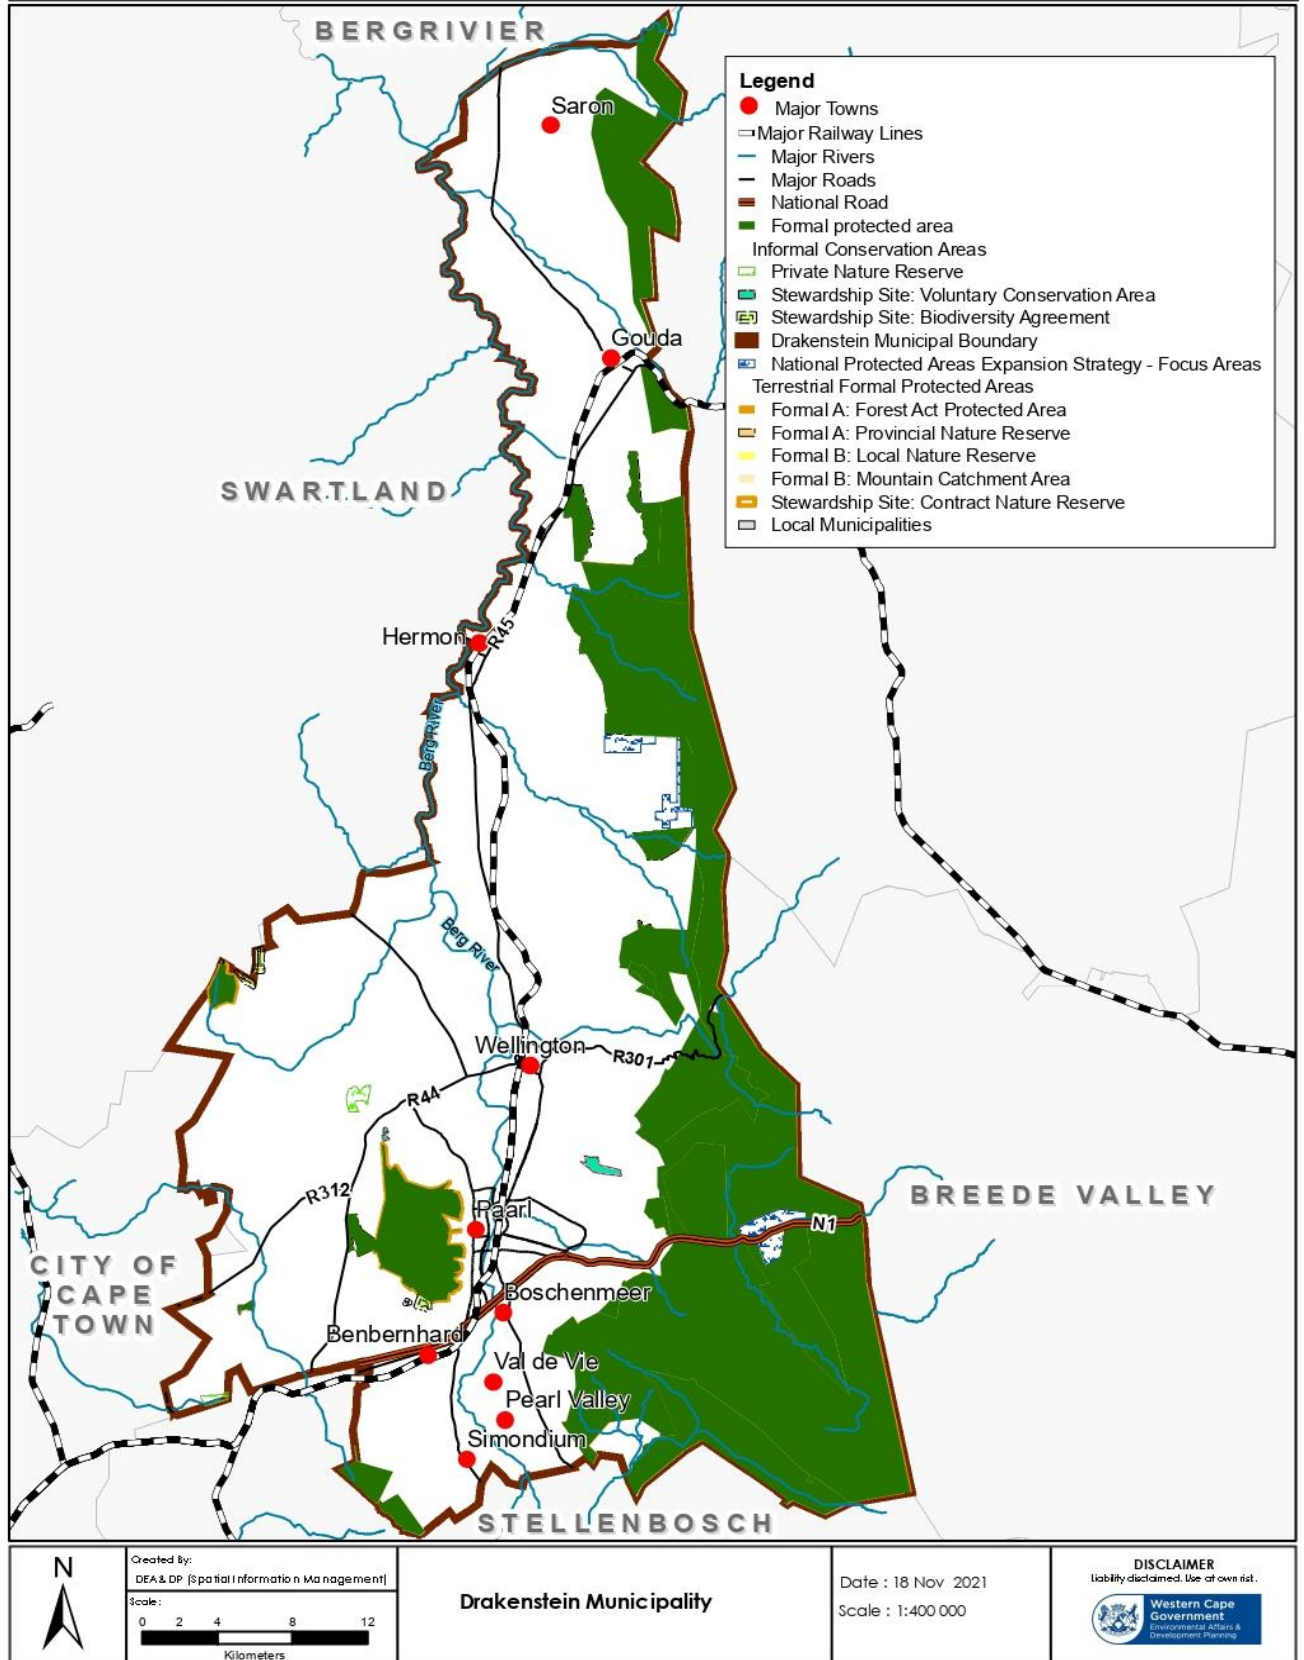 BERGRIVIER
Legend
Major Towns
Major Railway Lines
Major Rivers
Major Roads
National Road
Formal protected area
Informal Conservation Areas
Private Nature Reserve
Stewardship Site: Voluntary Conservation Area
Stewardship Site: Biodiversity Agreement
Drakenstein Municipal Boundary
National Protected Areas Expansion Strategy - Focus Areas
Terrestrial Formal Protected Areas
Formal A: Forest Act Protected Area
Formal A: Provincial Nature Reserve
Formal B: Local Nature Reserve
Formal B: Mountain Catchment Area
Stewardship Site: Contract Nature Reserve
Local Municipalities
Saron
Gouda
SWARTLAND
Hermon
R45
Berg River
Berg River
Wellington
R301
R44
R312
Paarl
BREEDE VALLEY
N1
CITY OF
CAPE
TOWN
Boschenmeer
Benbernhard
Val de Vie
Pearl Valley
Simondium
STELLENBOSCH
N
Created By:
DEA & DP (Spatial Information Management)
Scale:
0 2 4 8 12
Kilometers
Drakenstein Municipality
Date : 18 Nov 2021
Scale : 1:400 000
DISCLAIMER
Liability disclaimed. Use at own risk.
Western Cape
Government
Environmental Affairs &
Development Planning